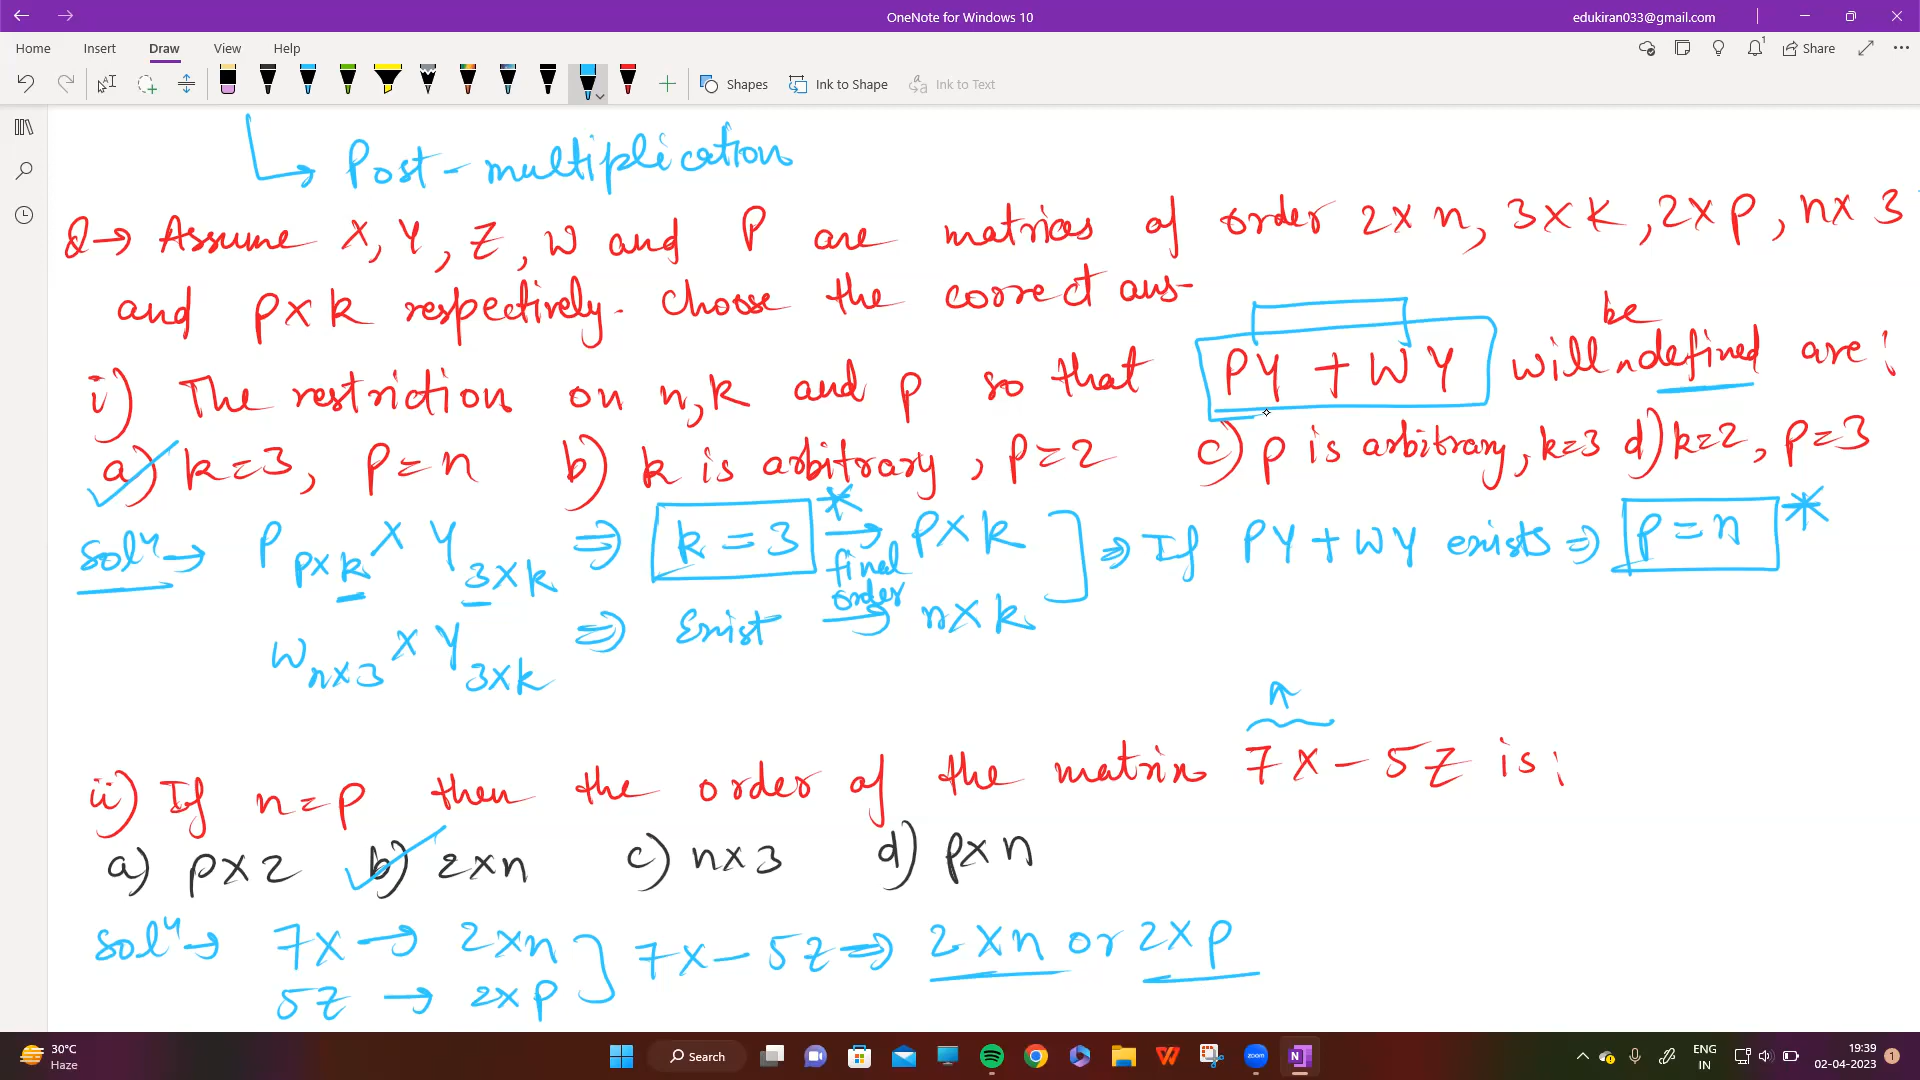 OneNote for Windows 10
edukiran033@gmail.com
Home Insert Draw View Help
Share
Shapes Ink to Shape Ink to Text
Post-multiplication
Q→ Assume X, Y, Z, W and P are matrices of order 2×n, 3×k, 2×p, n×3
and p×k respectively. Choose the correct ans-
be
i) The restriction on n,k and p so that PY + WY will ^ defined are:
a) k=3, p=n b) k is arbitrary, p=2 c) p is arbitrary, k=3 d) k=2, p=3
Solⁿ→ P p×k × Y 3×k ⇒ k = 3 * → final order p×k ] ⇒ If PY+WY exists ⇒ p=n *
W n×3 × Y 3×k ⇒ Exist → n×k
ii) If n=p then the order of the matrix 7X-5Z is:
a) p×2 b) 2×n c) n×3 d) p×n
Solⁿ→ 7X → 2×n ] 7X-5Z ⇒ 2×n or 2×p
5Z → 2×p
30°C
Haze
Search
zoom
ENG
IN
19:39
02-04-2023
1